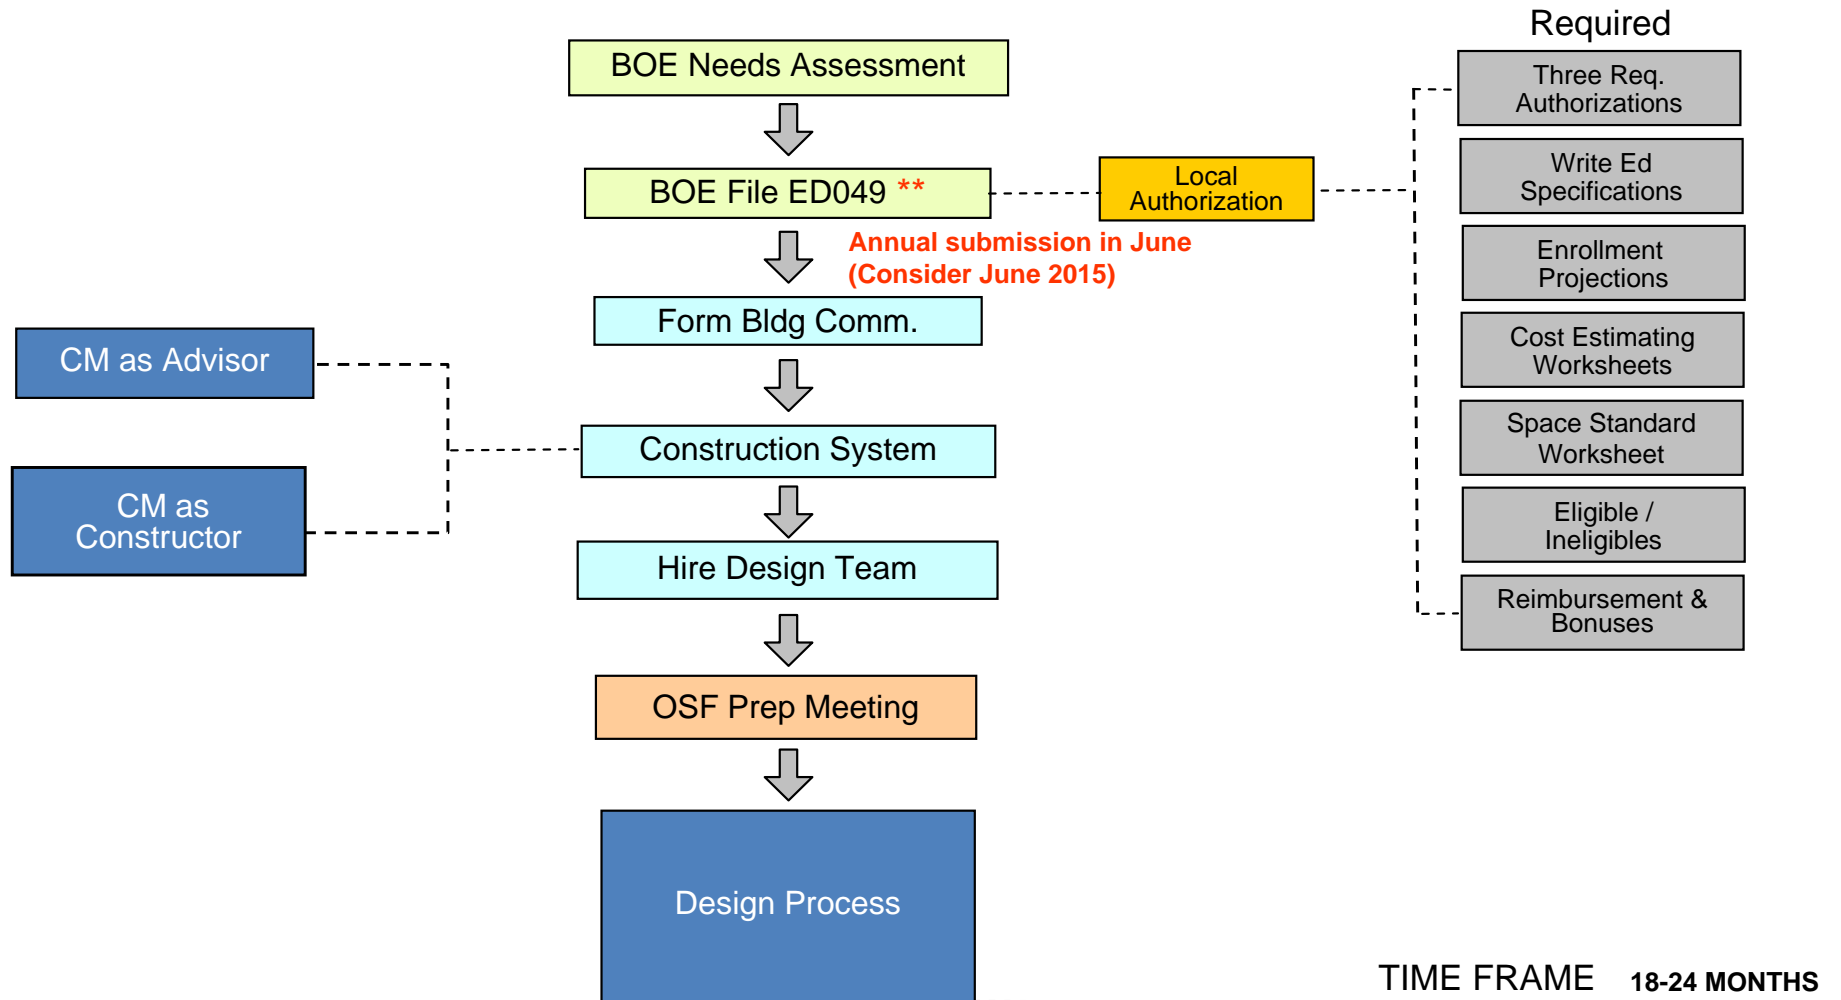 Required
BOE Needs Assessment
Three Req.
Authorizations
BOE File ED049 **
Local
Authorization
Write Ed
Specifications
Annual submission in June
(Consider June 2015)
Enrollment
Projections
Form Bldg Comm.
Cost Estimating
Worksheets
CM as Advisor
Construction System
Space Standard
Worksheet
CM as
Constructor
Eligible /
Ineligibles
Hire Design Team
Reimbursement &
Bonuses
OSF Prep Meeting
Design Process
TIME FRAME 18-24 MONTHS